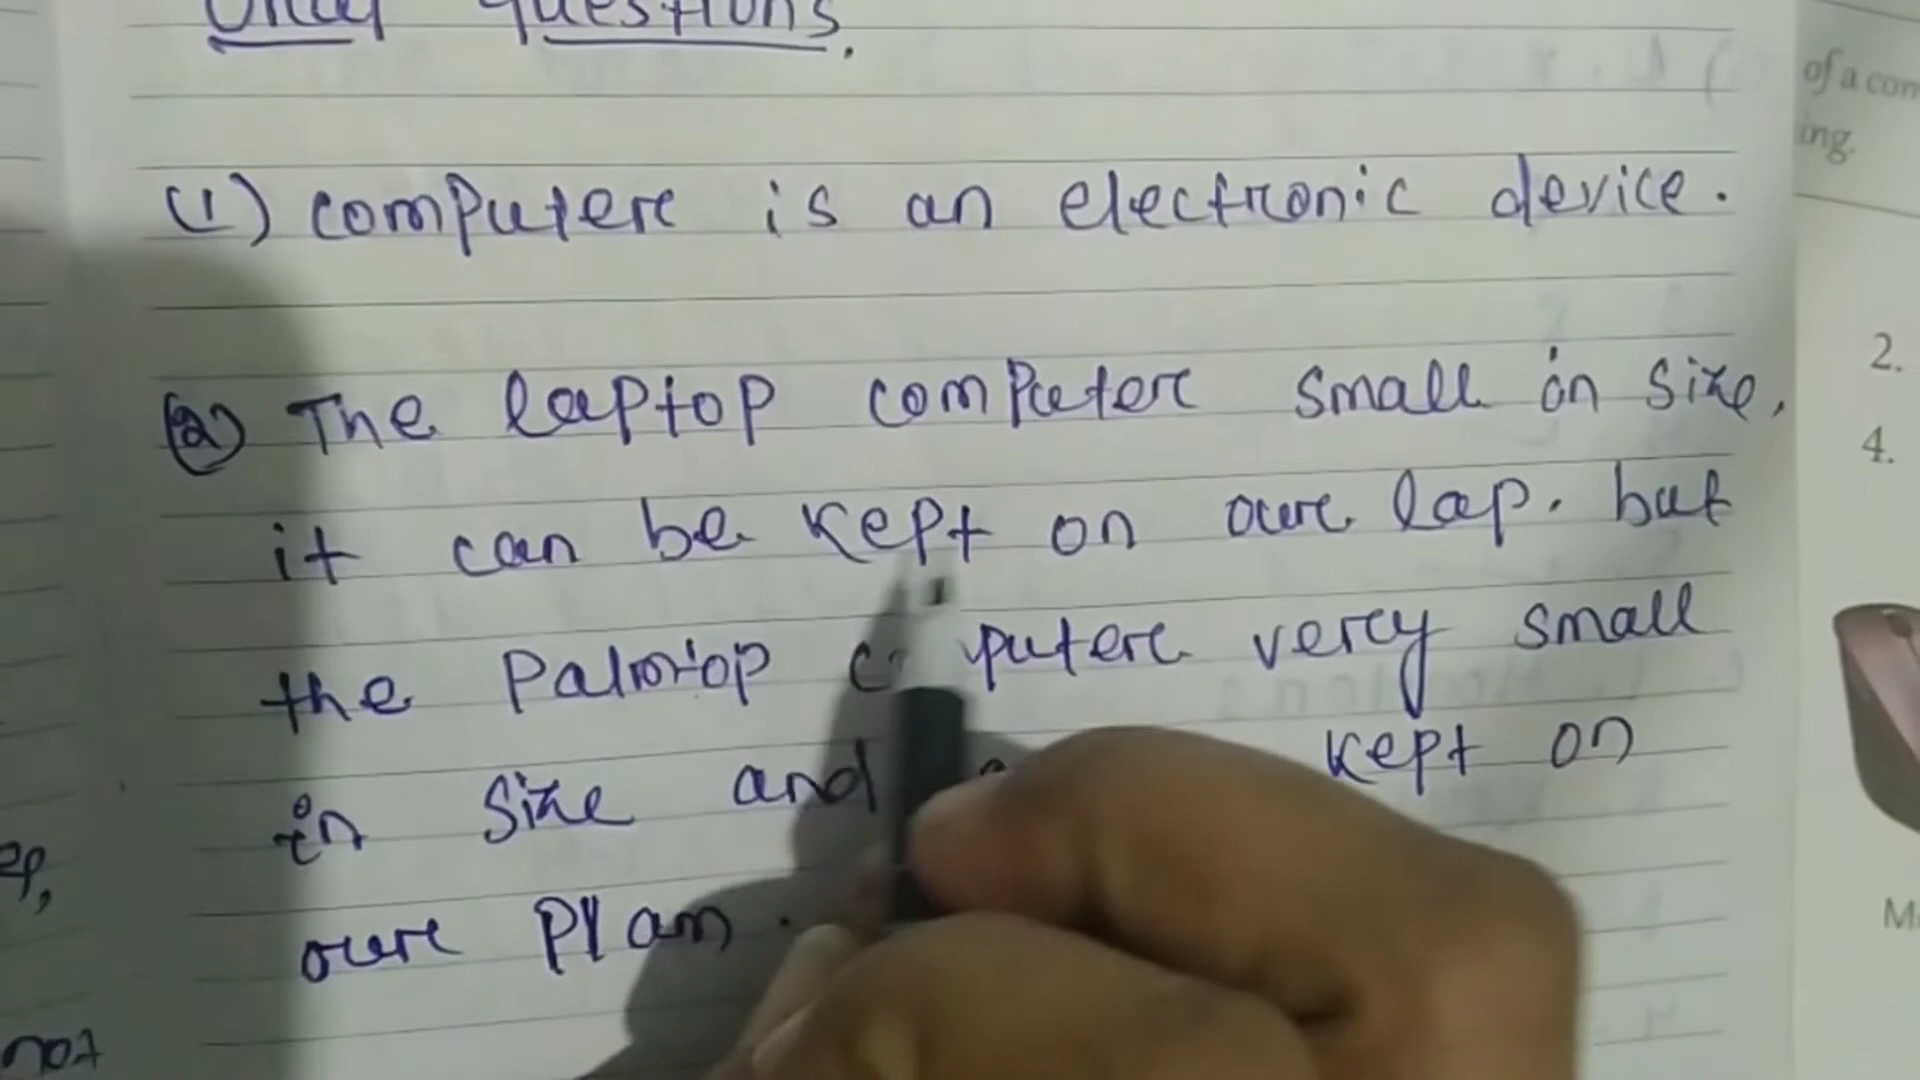 questions.
(1) computere is an electronic device.
(2) The laptop computer small in size,
it can be kept on our lap. but
the Palmtop computere very small
in size and kept on
our Plam.
of a com
ing.
2.
4.
ep,
not